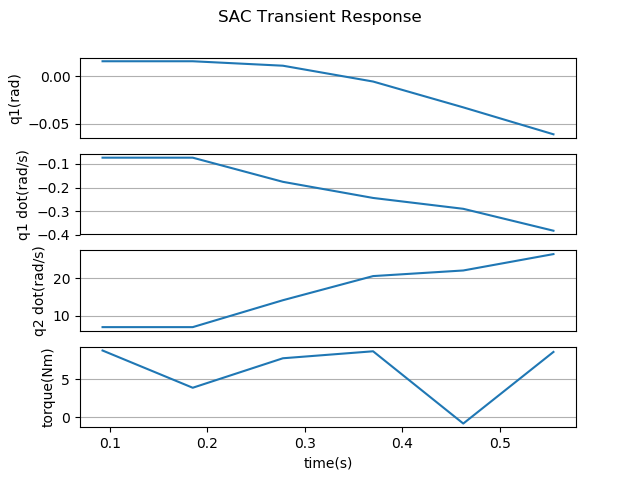 SAC Transient Response
0.00
−0.05
q1(rad)
−0.1
−0.2
−0.3
−0.4
q1 dot(rad/s)
20
10
q2 dot(rad/s)
5
0
torque(Nm)
0.1 0.2 0.3 0.4 0.5
time(s)